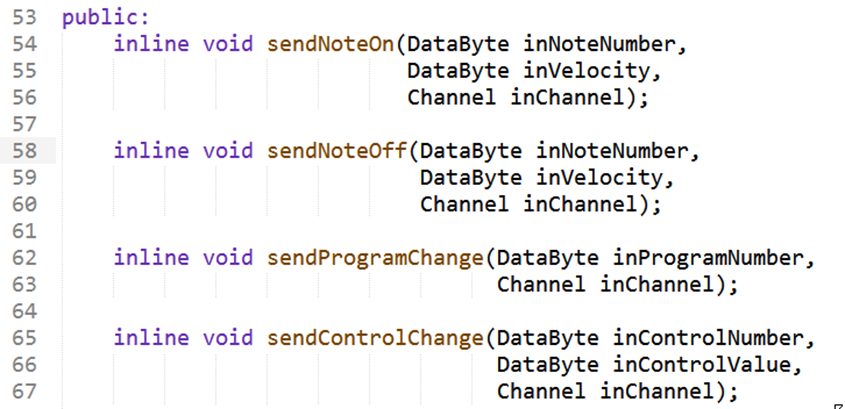 53 public:
54     inline void sendNoteOn(DataByte inNoteNumber,
55                            DataByte inVelocity,
56                            Channel inChannel);
57
58     inline void sendNoteOff(DataByte inNoteNumber,
59                             DataByte inVelocity,
60                             Channel inChannel);
61
62     inline void sendProgramChange(DataByte inProgramNumber,
63                                   Channel inChannel);
64
65     inline void sendControlChange(DataByte inControlNumber,
66                                   DataByte inControlValue,
67                                   Channel inChannel);